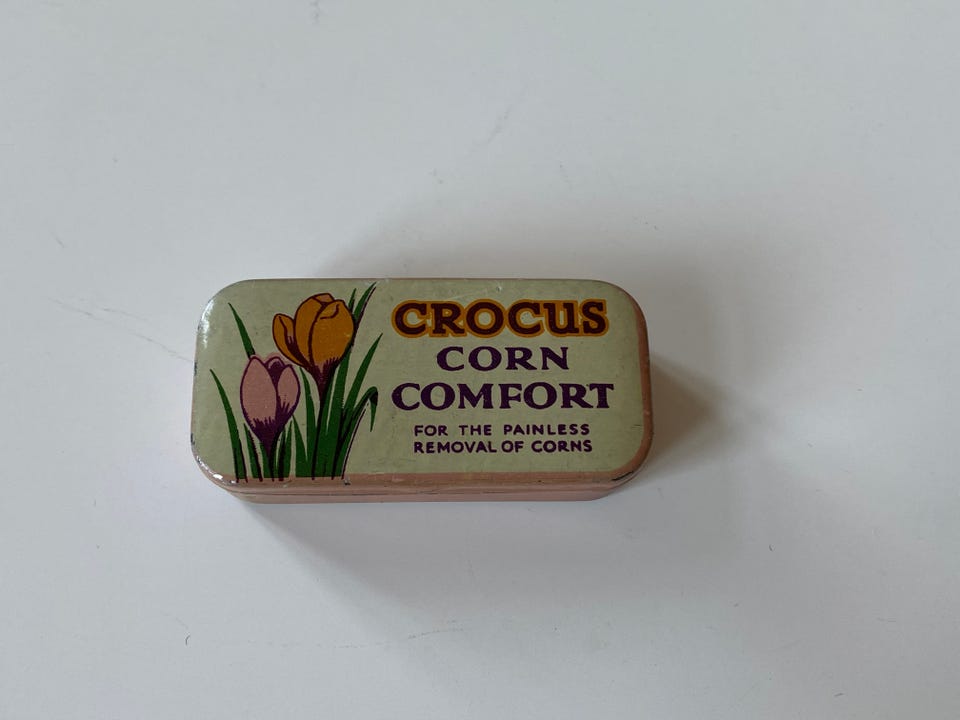 CROCUS
CORN
COMFORT
FOR THE PAINLESS
REMOVAL OF CORNS